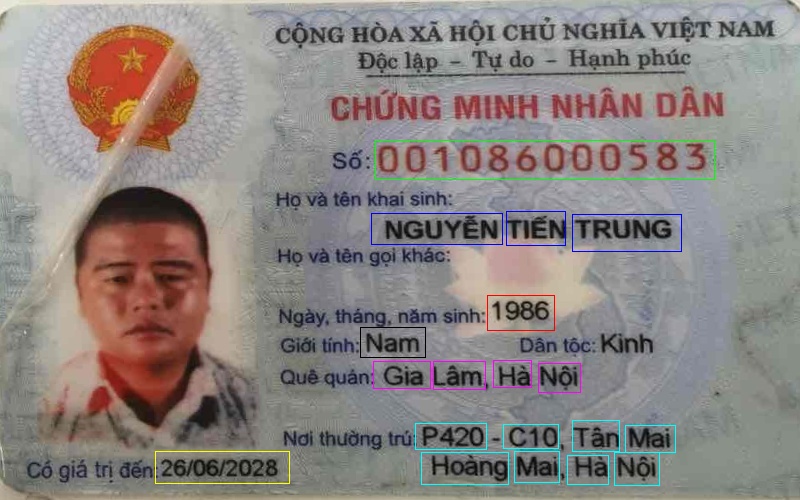 CỘNG HÒA XÃ HỘI CHỦ NGHĨA VIỆT NAM
Độc lập - Tự do - Hạnh phúc
CHỨNG MINH NHÂN DÂN
Số: 001086000583
Họ và tên khai sinh:
NGUYỄN TIẾN TRUNG
Họ và tên gọi khác:
Ngày, tháng, năm sinh: 1986
Giới tính: Nam Dân tộc: Kinh
Quê quán: Gia Lâm, Hà Nội
Nơi thường trú: P420 - C10, Tân Mai
Hoàng Mai, Hà Nội
Có giá trị đến: 26/06/2028